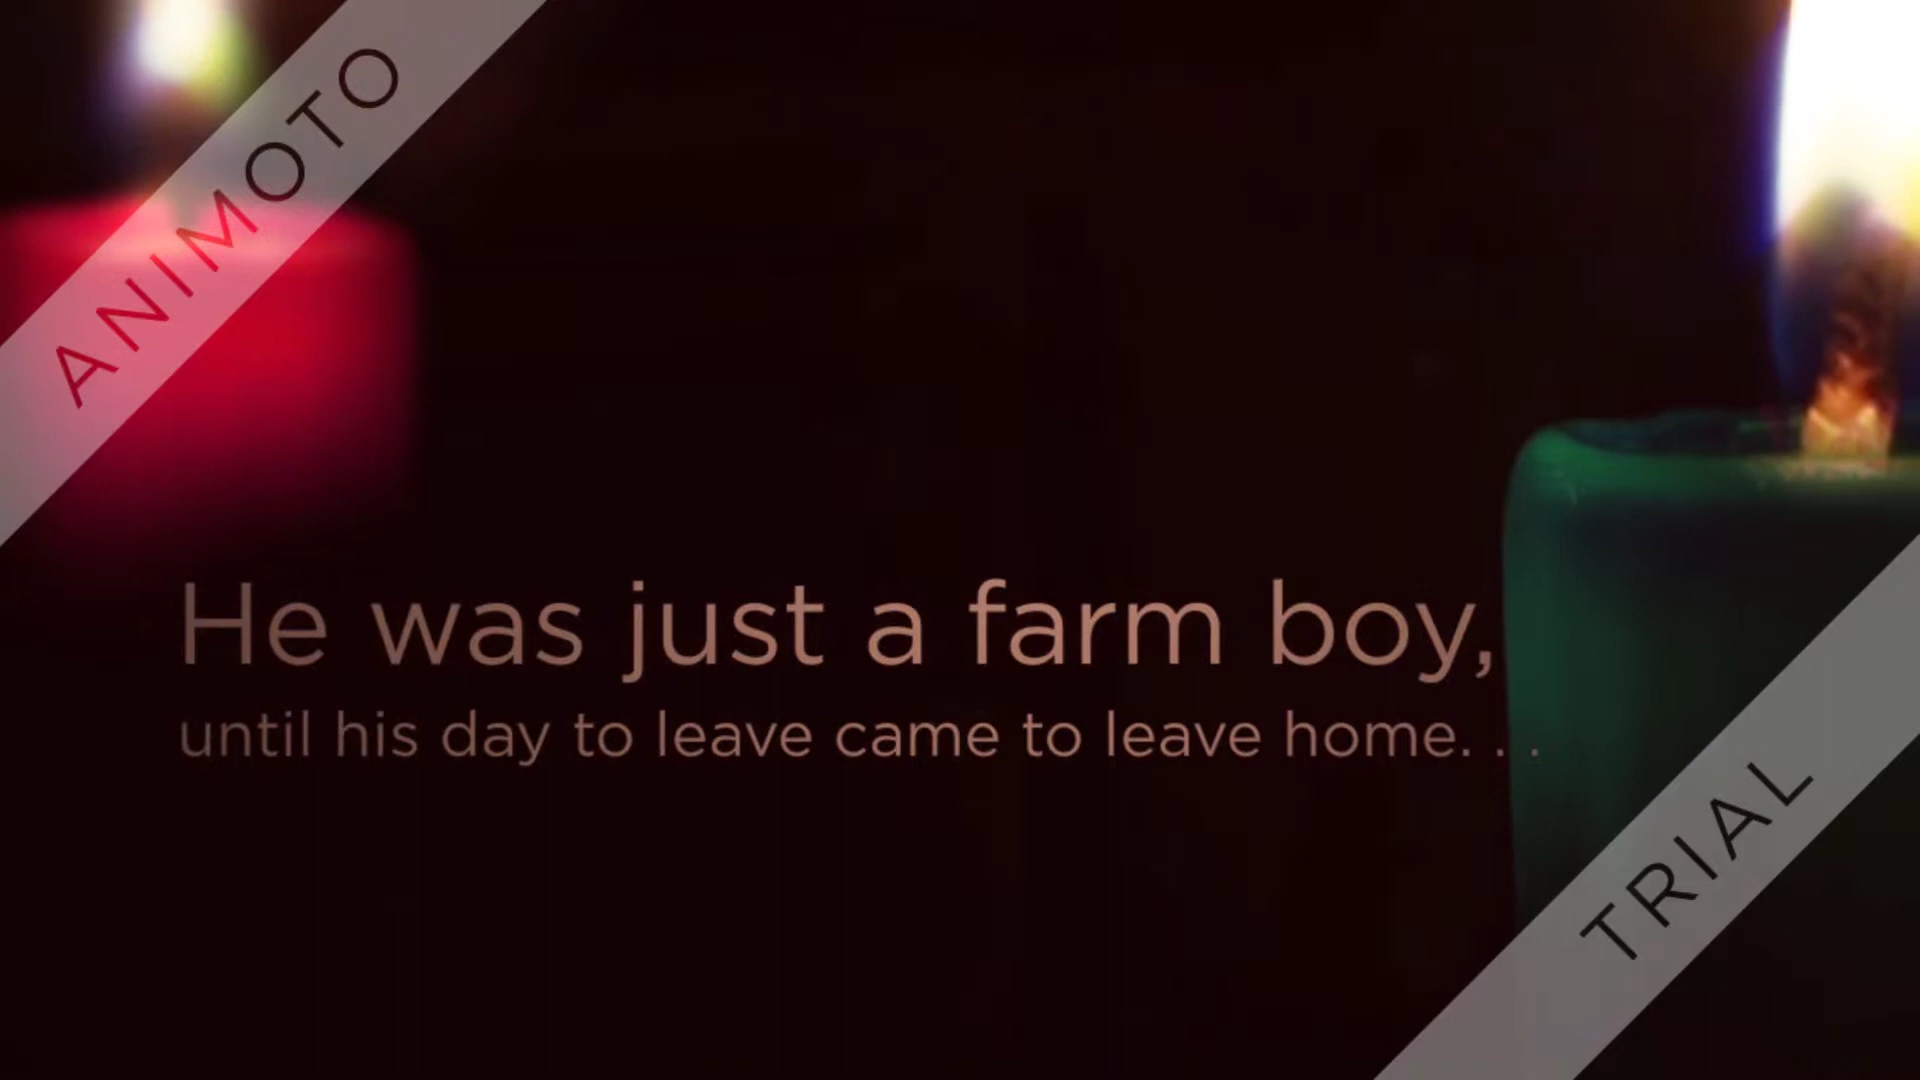 ANIMOTO
He was just a farm boy,
until his day to leave came to leave home. . .
TRIAL